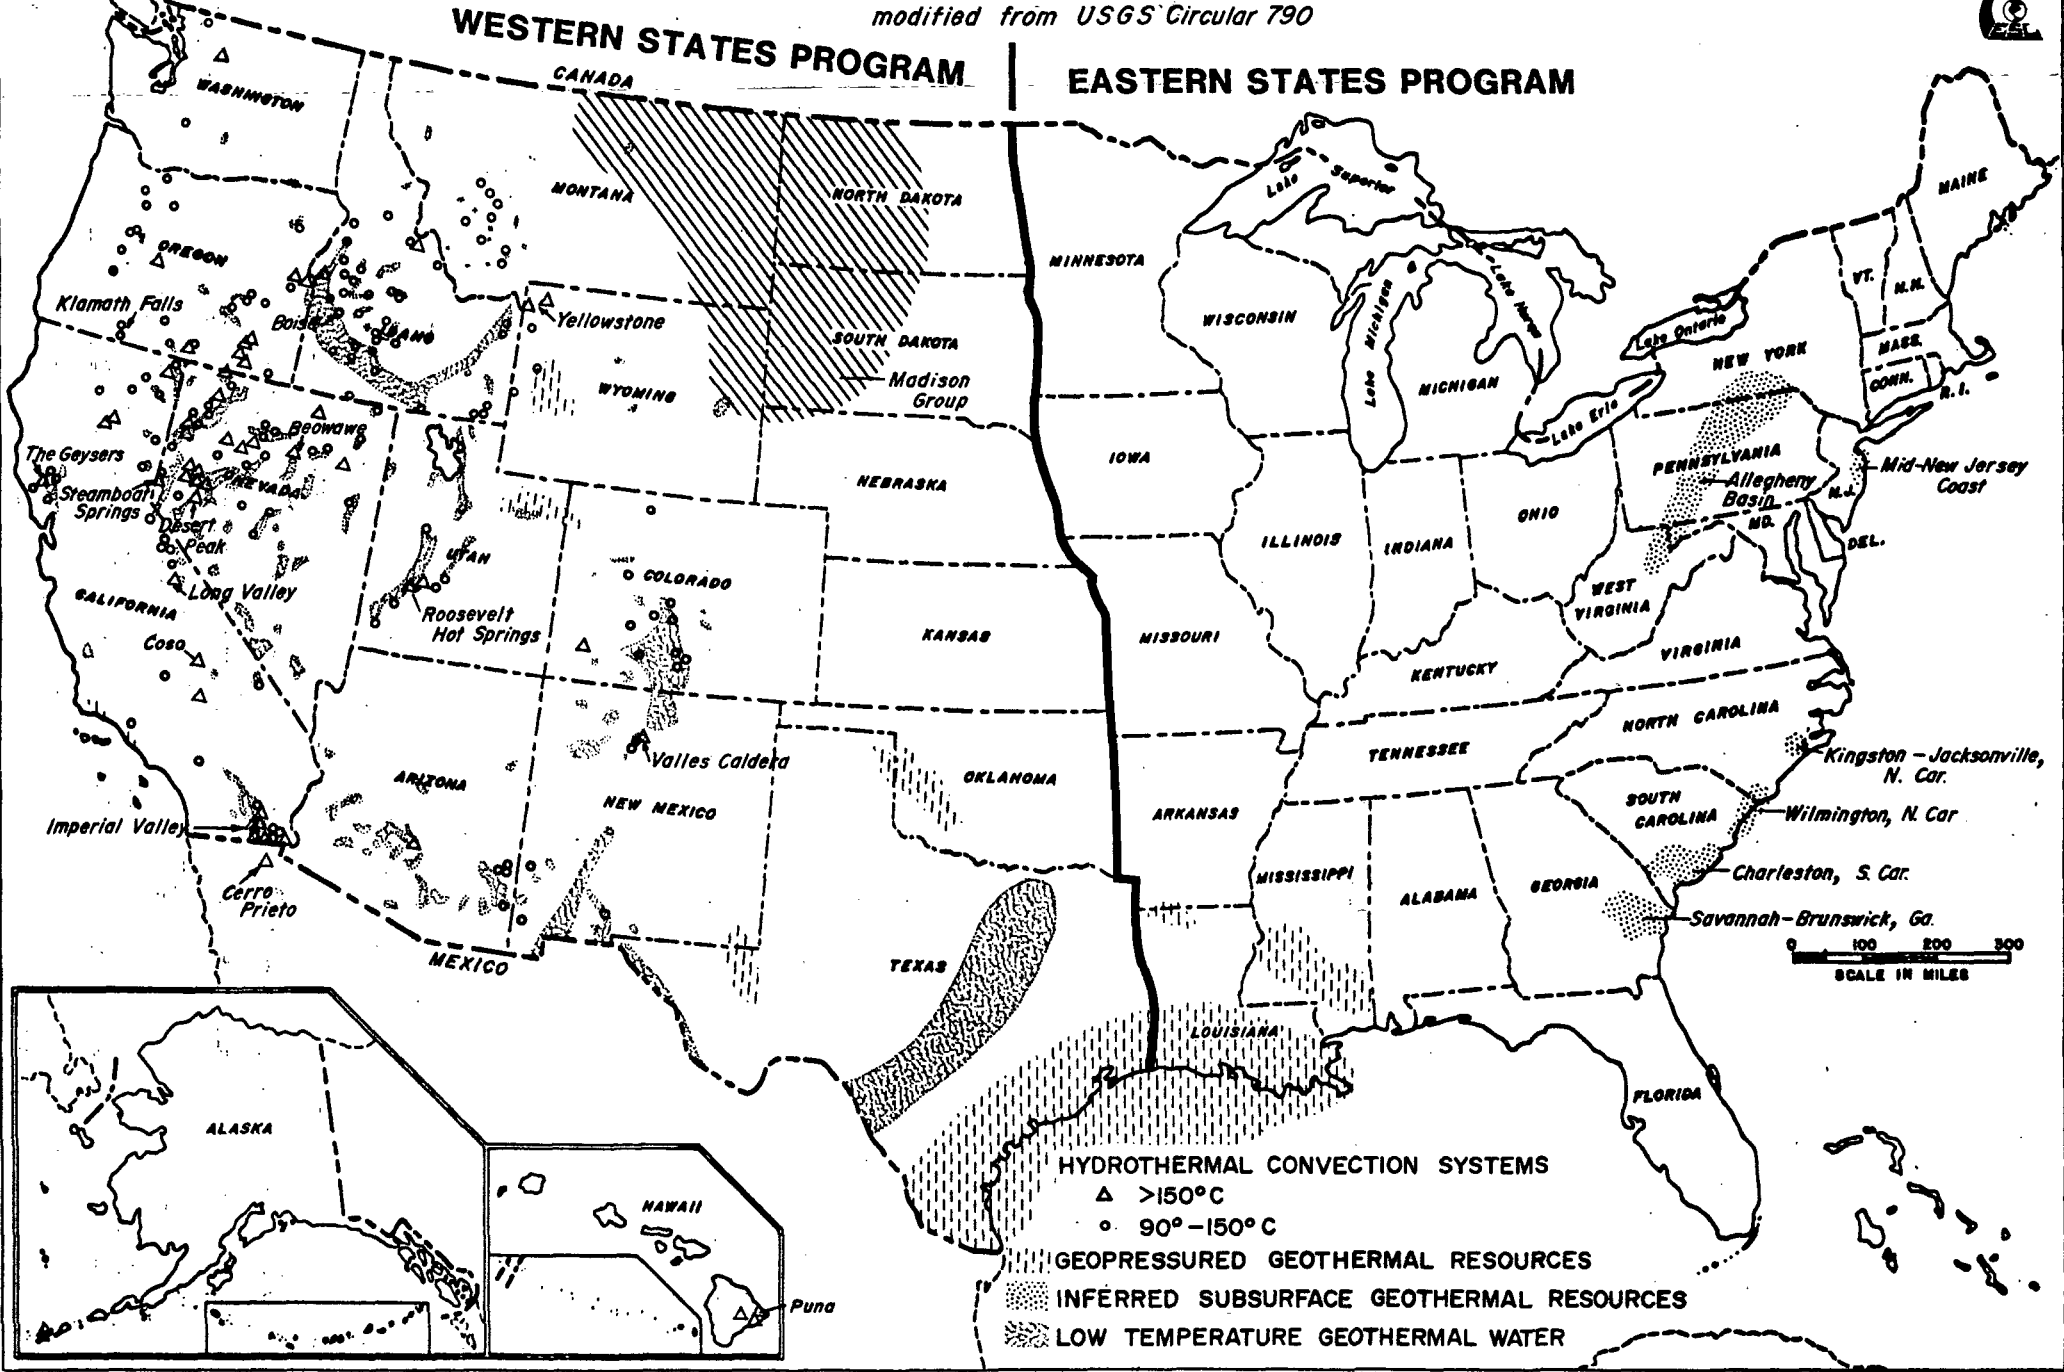 modified from USGS Circular 790
ESL
WESTERN STATES PROGRAM
EASTERN STATES PROGRAM
CANADA
WASHINGTON
MONTANA
NORTH DAKOTA
OREGON
Klamath Falls
Boise
IDAHO
Yellowstone
WYOMING
SOUTH DAKOTA
Madison
Group
MINNESOTA
Lake Superior
WISCONSIN
Lake Michigan
Lake Huron
MICHIGAN
Lake Ontario
Lake Erie
NEW YORK
MAINE
VT.
N.H.
MASS.
CONN.
R.I.
The Geysers
Beowawe
Steamboat
Springs
NEVADA
Desert
Peak
UTAH
Long Valley
CALIFORNIA
Roosevelt
Hot Springs
Coso
COLORADO
NEBRASKA
KANSAS
IOWA
MISSOURI
ILLINOIS
INDIANA
OHIO
PENNSYLVANIA
Allegheny
Basin
MD.
N.J.
Mid-New Jersey
Coast
DEL.
WEST
VIRGINIA
VIRGINIA
KENTUCKY
NORTH CAROLINA
TENNESSEE
Kingston-Jacksonville,
N. Car.
SOUTH
CAROLINA
Wilmington, N. Car
Charleston, S. Car.
Savannah-Brunswick, Ga.
Imperial Valley
Cerro
Prieto
ARIZONA
NEW MEXICO
Valles Caldera
OKLAHOMA
ARKANSAS
MISSISSIPPI
ALABAMA
GEORGIA
MEXICO
TEXAS
LOUISIANA
FLORIDA
0 100 200 300
SCALE IN MILES
ALASKA
HAWAII
Puna
HYDROTHERMAL CONVECTION SYSTEMS
>150°C
90°-150°C
GEOPRESSURED GEOTHERMAL RESOURCES
INFERRED SUBSURFACE GEOTHERMAL RESOURCES
LOW TEMPERATURE GEOTHERMAL WATER